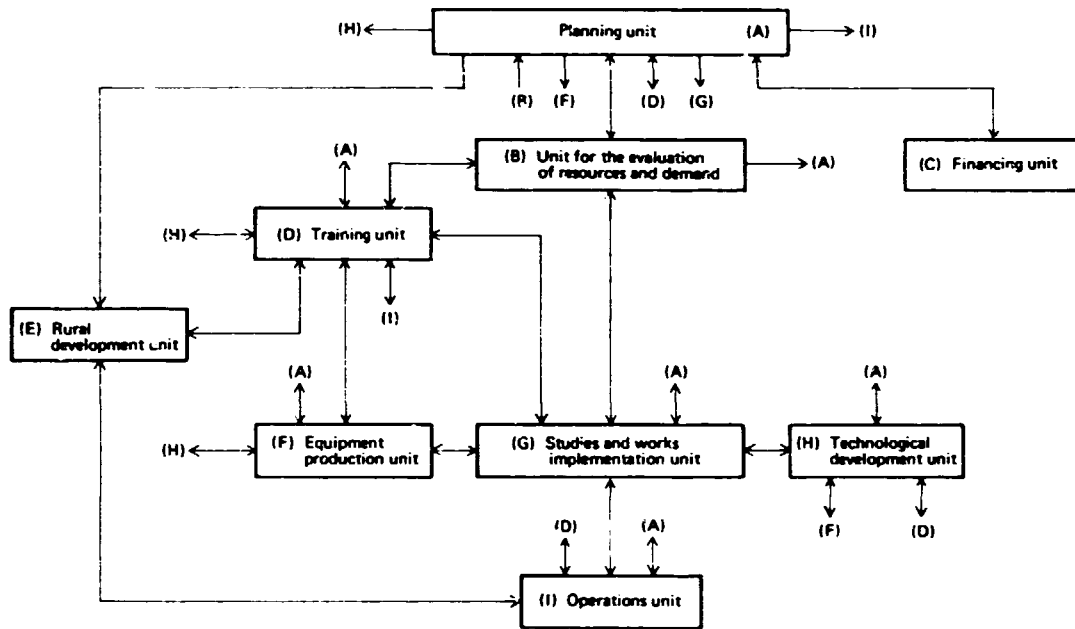 (H)
Planning unit (A)
(I)
(B)
(F)
(D)
(G)
(A)
(B) Unit for the evaluation
of resources and demand
(A)
(C) Financing unit
(H)
(D) Training unit
(I)
(E) Rural
development unit
(A)
(A)
(A)
(H)
(F) Equipment
production unit
(G) Studies and works
implementation unit
(H) Technological
development unit
(F)
(D)
(D)
(A)
(I) Operations unit